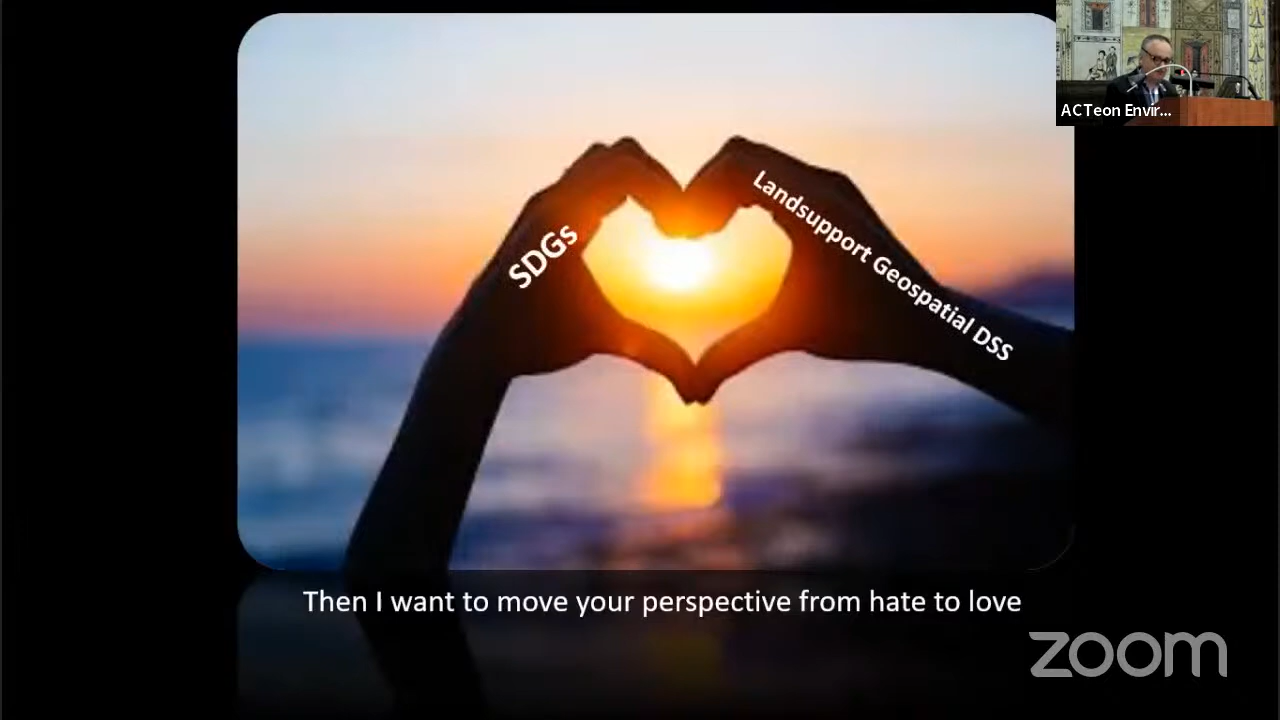 ACTeon Envir...
SDGs
Landsupport Geospatial DSS
Then I want to move your perspective from hate to love
zoom